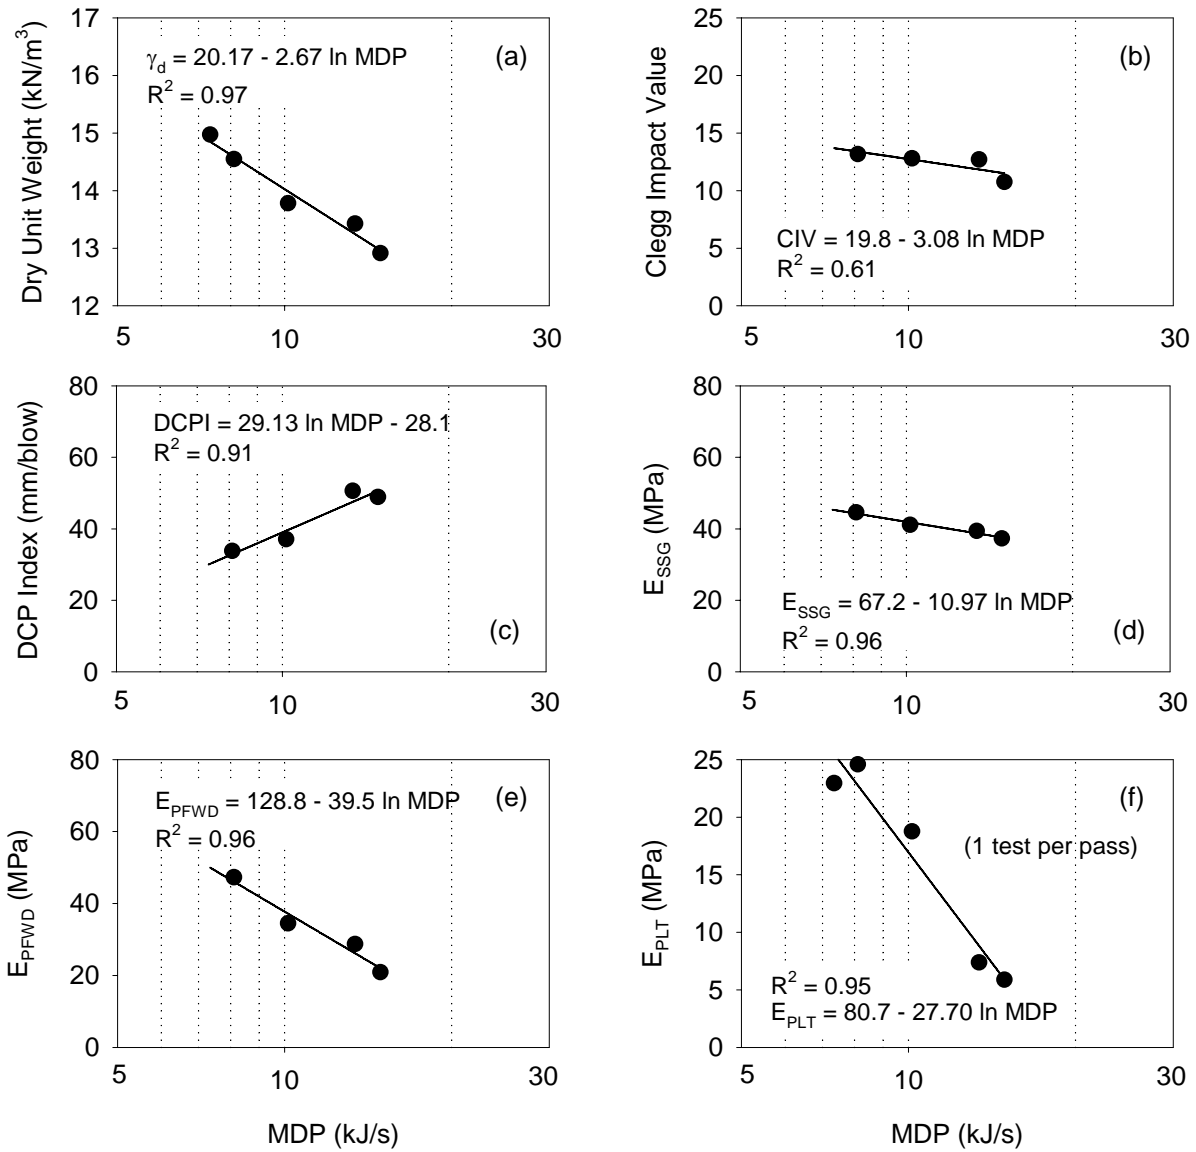 Dry Unit Weight (kN/m³)
17
16
15
14
13
12
γd = 20.17 - 2.67 ln MDP
R² = 0.97
(a)
5
10
30
Clegg Impact Value
25
20
15
10
5
0
(b)
CIV = 19.8 - 3.08 ln MDP
R² = 0.61
5
10
30
DCP Index (mm/blow)
80
60
40
20
0
DCPI = 29.13 ln MDP - 28.1
R² = 0.91
(c)
5
10
30
E_SSG (MPa)
80
60
40
20
0
E_SSG = 67.2 - 10.97 ln MDP
R² = 0.96
(d)
5
10
30
E_PFWD (MPa)
80
60
40
20
0
E_PFWD = 128.8 - 39.5 ln MDP
R² = 0.96
(e)
5
10
30
MDP (kJ/s)
E_PLT (MPa)
25
20
15
10
5
0
(f)
(1 test per pass)
R² = 0.95
E_PLT = 80.7 - 27.70 ln MDP
5
10
30
MDP (kJ/s)